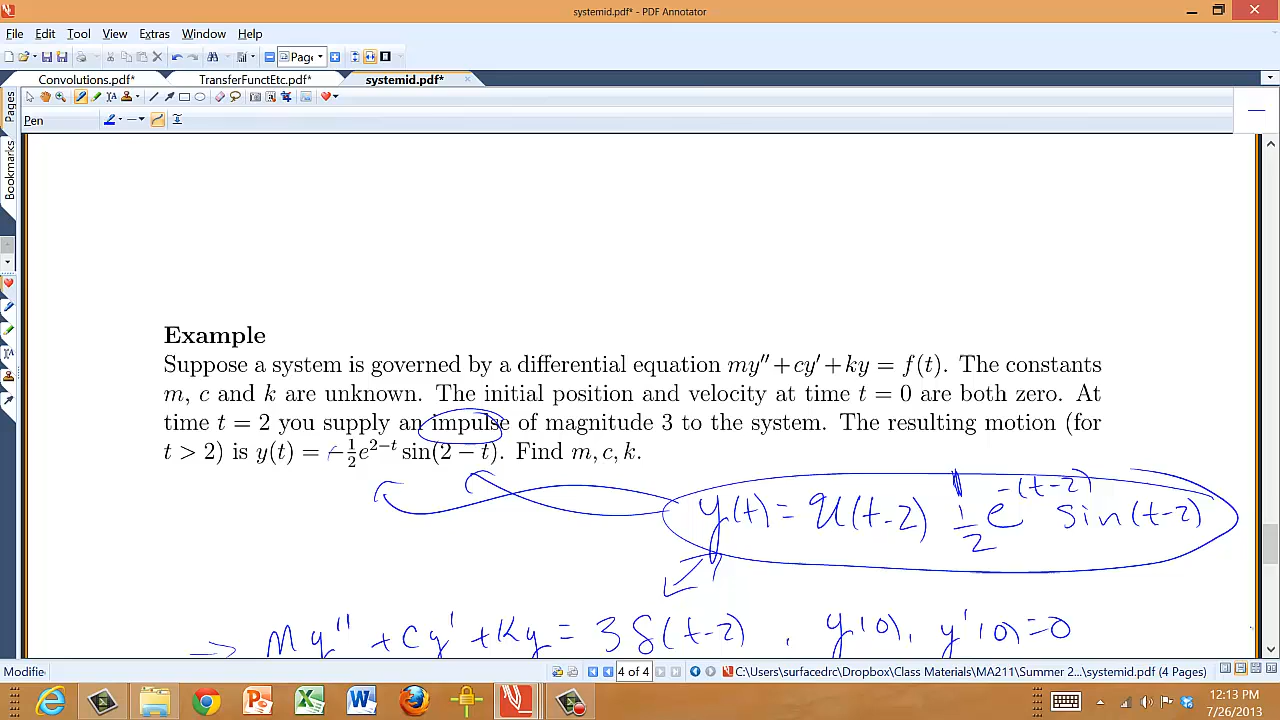 systemid.pdf* - PDF Annotator
File Edit Tool View Extras Window Help
Page
Convolutions.pdf* TransferFunctEtc.pdf* systemid.pdf*
Pen
Pages
Bookmarks
Example
Suppose a system is governed by a differential equation my″ + cy′ + ky = f(t). The constants
m, c and k are unknown. The initial position and velocity at time t = 0 are both zero. At
time t = 2 you supply an impulse of magnitude 3 to the system. The resulting motion (for
t > 2) is y(t) = −½e^{2−t} sin(2 − t). Find m, c, k.
y(t) = u(t-2) ½ e^{-(t-2)} sin(t-2)
→ My″ + Cy′ + Ky = 3δ(t-2), y(0), y′(0)=0
Modifie 4 of 4 C:\Users\surfacedrc\Dropbox\Class Materials\MA211\Summer 2...\systemid.pdf (4 Pages)
12:13 PM
7/26/2013